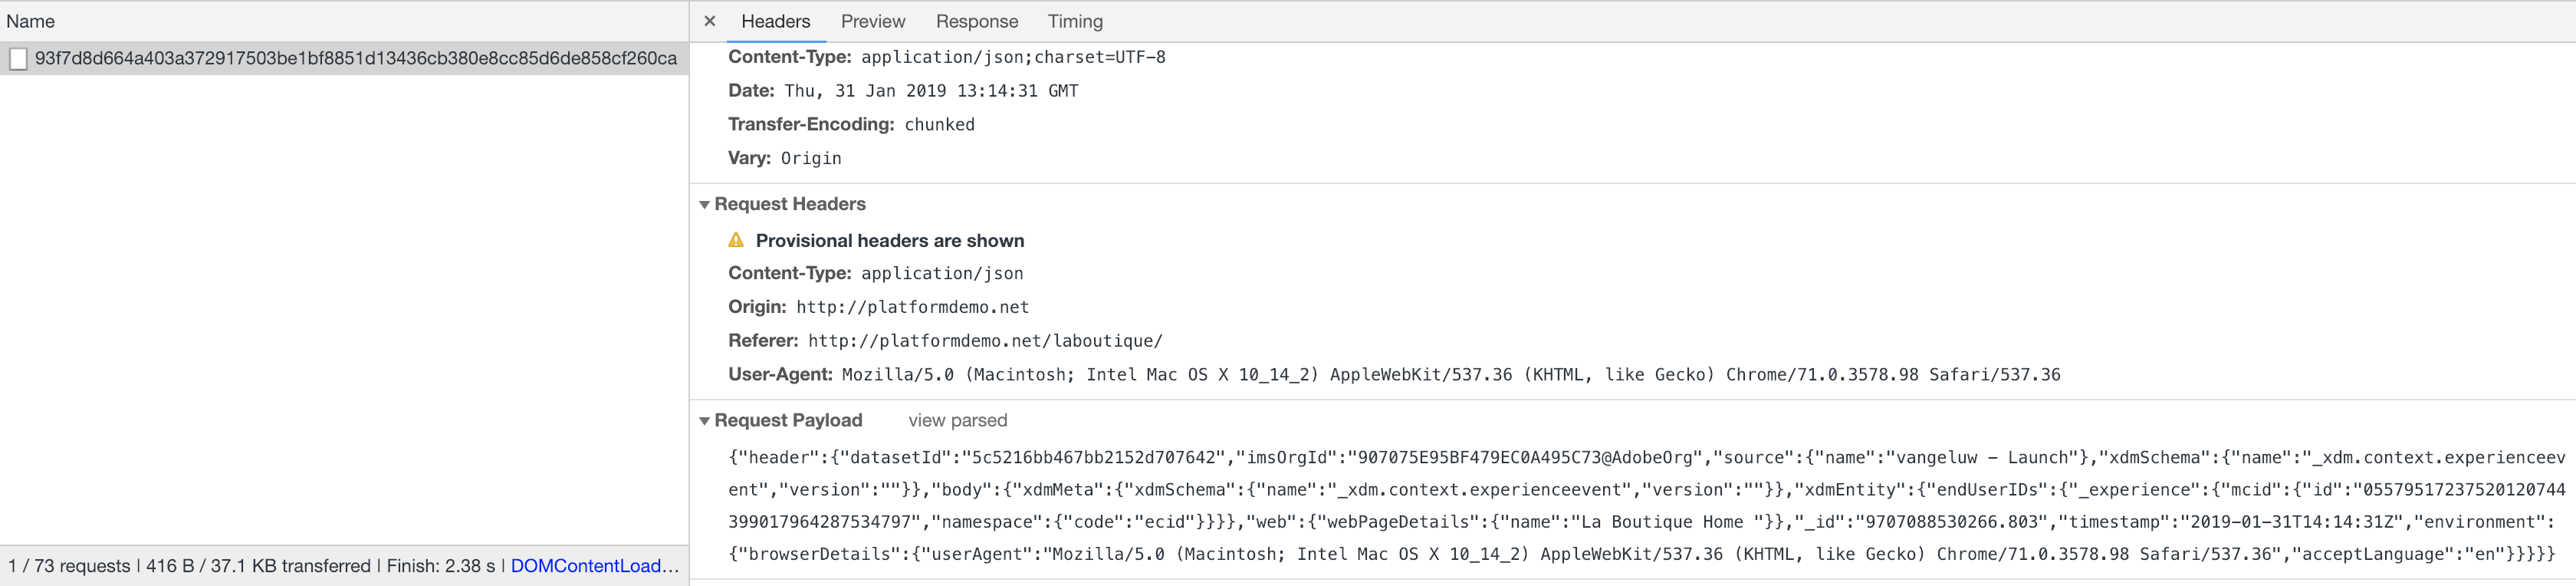 Name
93f7d8d664a403a372917503be1bf8851d13436cb380e8cc85d6de858cf260ca
1 / 73 requests | 416 B / 37.1 KB transferred | Finish: 2.38 s | DOMContentLoad…
× Headers Preview Response Timing
Content-Type: application/json;charset=UTF-8
Date: Thu, 31 Jan 2019 13:14:31 GMT
Transfer-Encoding: chunked
Vary: Origin
▼ Request Headers
Provisional headers are shown
Content-Type: application/json
Origin: http://platformdemo.net
Referer: http://platformdemo.net/laboutique/
User-Agent: Mozilla/5.0 (Macintosh; Intel Mac OS X 10_14_2) AppleWebKit/537.36 (KHTML, like Gecko) Chrome/71.0.3578.98 Safari/537.36
▼ Request Payload view parsed
{"header":{"datasetId":"5c5216bb467bb2152d707642","imsOrgId":"907075E95BF479EC0A495C73@AdobeOrg","source":{"name":"vangeluw - Launch"},"xdmSchema":{"name":"_xdm.context.experienceev
ent","version":""}},"body":{"xdmMeta":{"xdmSchema":{"name":"_xdm.context.experienceevent","version":""}},"xdmEntity":{"endUserIDs":{"_experience":{"mcid":{"id":"055795172375201207​44
3990179642875347​97","namespace":{"code":"ecid"}}}},"web":{"webPageDetails":{"name":"La Boutique Home "}},"_id":"9707088530266.803","timestamp":"2019-01-31T14:14:31Z","environment":
{"browserDetails":{"userAgent":"Mozilla/5.0 (Macintosh; Intel Mac OS X 10_14_2) AppleWebKit/537.36 (KHTML, like Gecko) Chrome/71.0.3578.98 Safari/537.36","acceptLanguage":"en"}}}}}